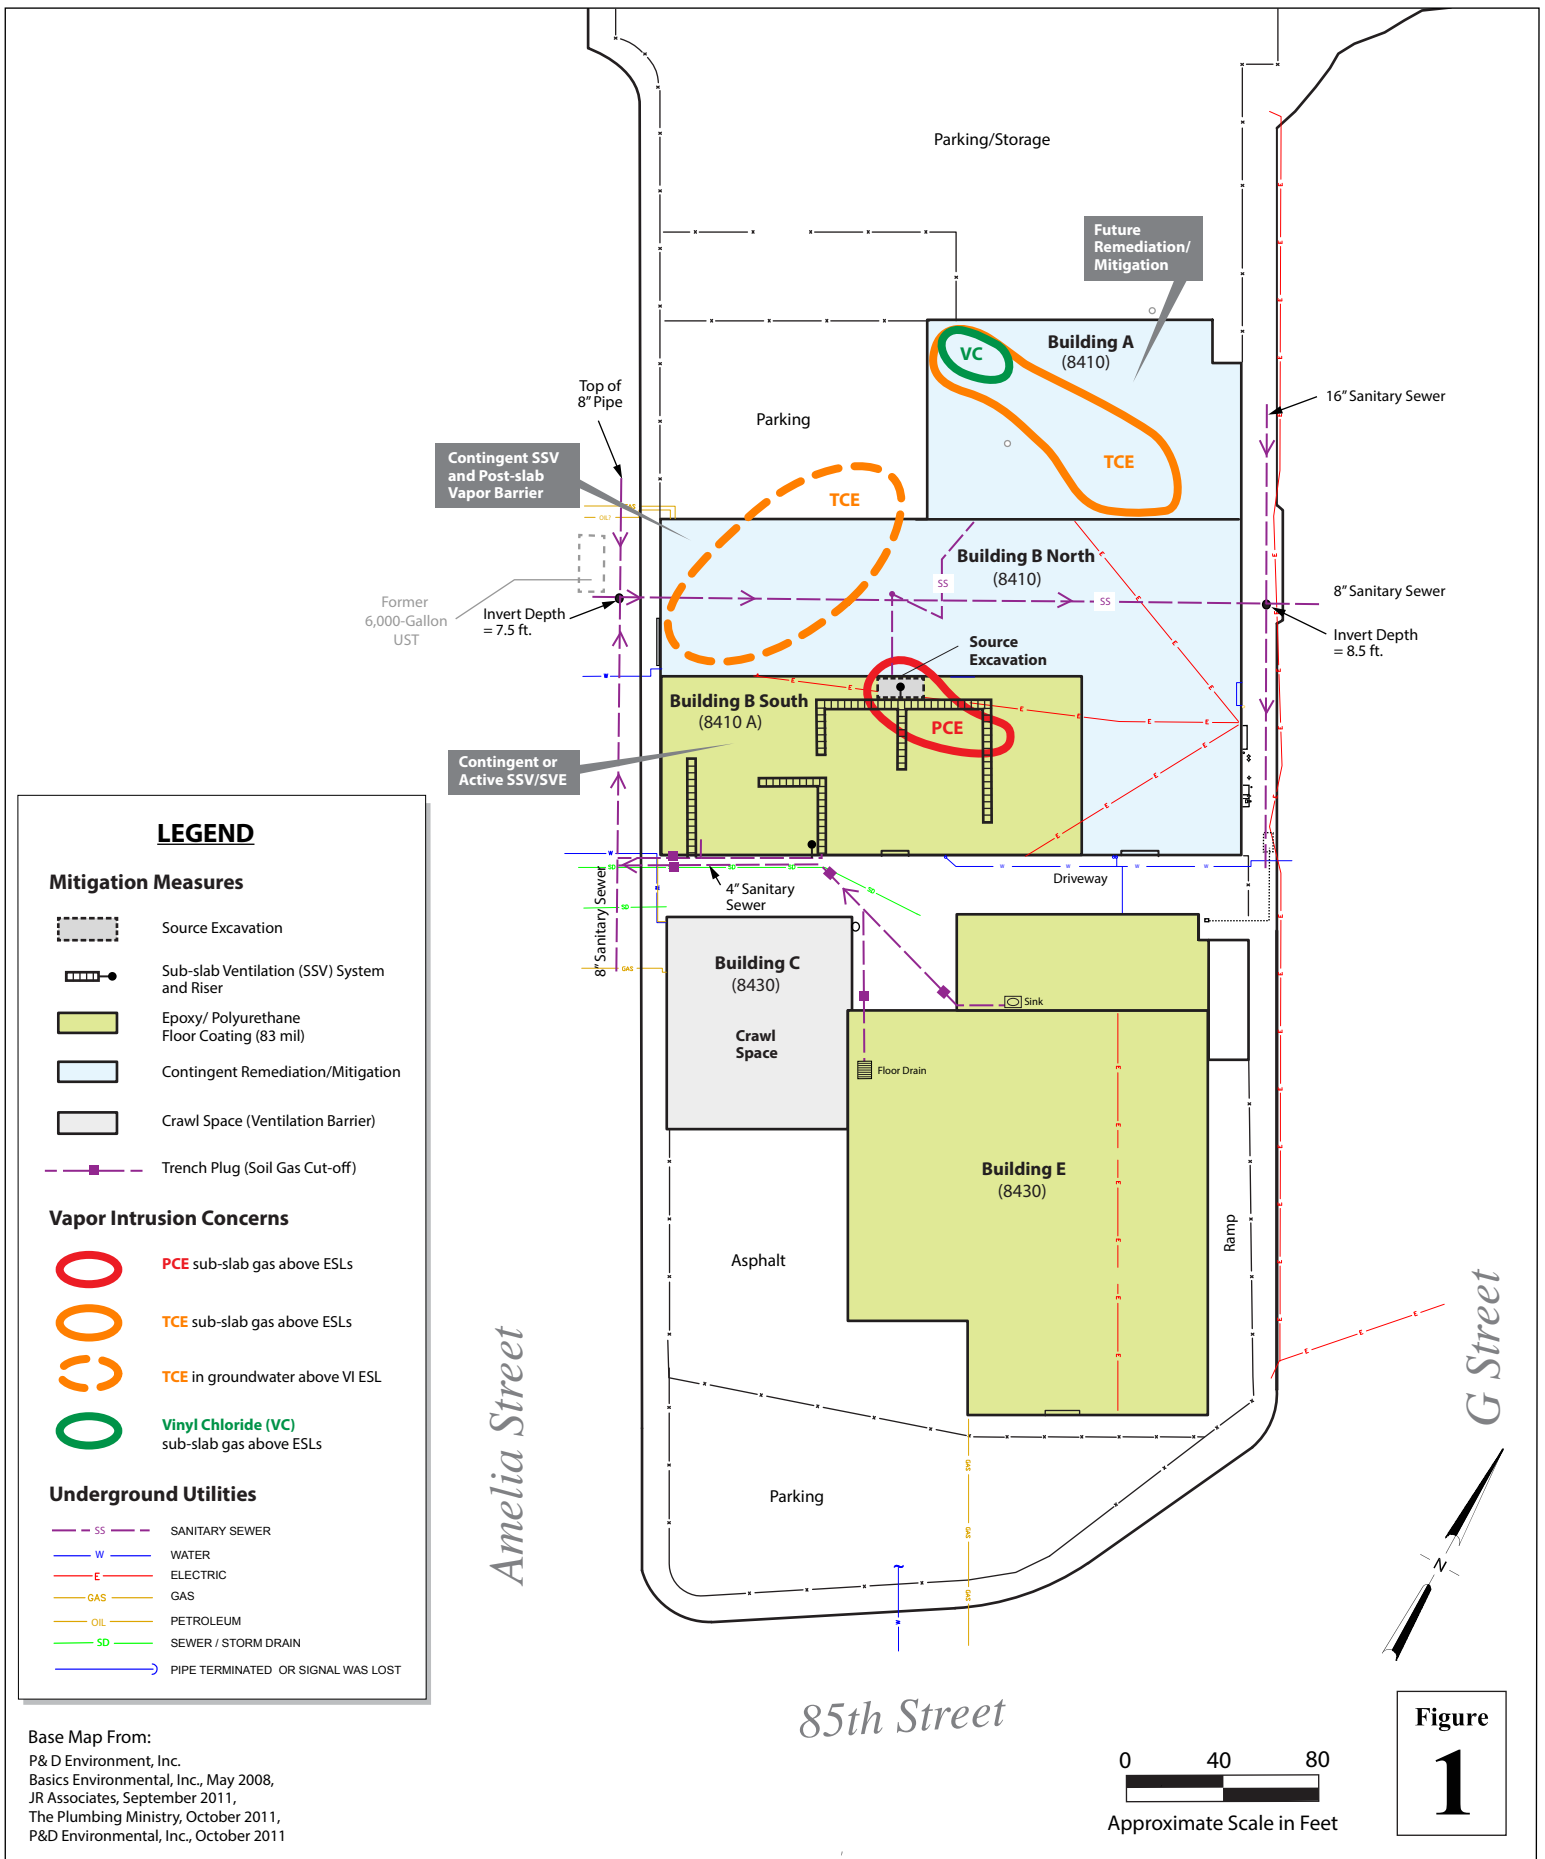 Parking/Storage
Future
Remediation/
Mitigation
Building A
(8410)
VC
TCE
Top of
8” Pipe
Parking
16” Sanitary Sewer
Contingent SSV
and Post-slab
Vapor Barrier
TCE
GAS
OIL?
Building B North
(8410)
SS
SS
8” Sanitary Sewer
Former
6,000-Gallon
UST
Invert Depth
= 7.5 ft.
Invert Depth
= 8.5 ft.
Source
Excavation
Building B South
(8410 A)
PCE
Contingent or
Active SSV/SVE
Driveway
4” Sanitary
Sewer
8” Sanitary Sewer
Building C
(8430)
Crawl
Space
Sink
Floor Drain
Building E
(8430)
Asphalt
Ramp
Parking
Amelia Street
G Street
85th Street
N
LEGEND
Mitigation Measures
Source Excavation
Sub-slab Ventilation (SSV) System
and Riser
Epoxy/ Polyurethane
Floor Coating (83 mil)
Contingent Remediation/Mitigation
Crawl Space (Ventilation Barrier)
Trench Plug (Soil Gas Cut-off)
Vapor Intrusion Concerns
PCE sub-slab gas above ESLs
TCE sub-slab gas above ESLs
TCE in groundwater above VI ESL
Vinyl Chloride (VC)
sub-slab gas above ESLs
Underground Utilities
SS SANITARY SEWER
W WATER
E ELECTRIC
GAS GAS
OIL PETROLEUM
SD SEWER / STORM DRAIN
PIPE TERMINATED OR SIGNAL WAS LOST
Base Map From:
P& D Environment, Inc.
Basics Environmental, Inc., May 2008,
JR Associates, September 2011,
The Plumbing Ministry, October 2011,
P&D Environmental, Inc., October 2011
0 40 80
Approximate Scale in Feet
Figure
1